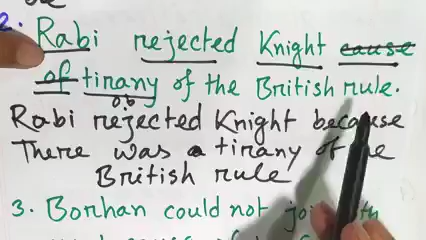 2. Rabi rejected Knight cause
of tirany of the British rule.
o.b
Rabi rejected Knight because
There was a tirany of the
British rule
3. Borhan could not join